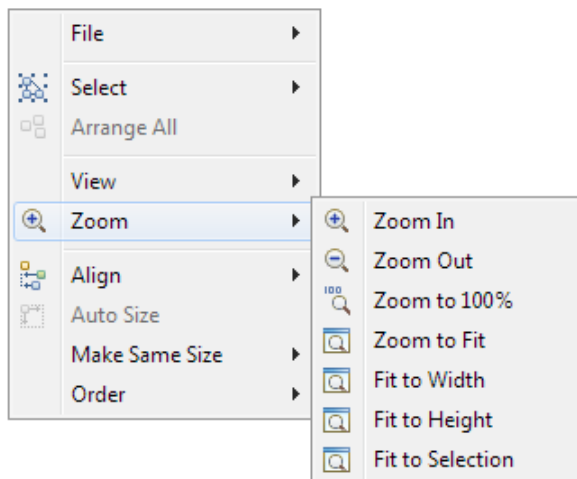 File
Select
Arrange All
View
Zoom
Align
Auto Size
Make Same Size
Order
Zoom In
Zoom Out
100
Zoom to 100%
Zoom to Fit
Fit to Width
Fit to Height
Fit to Selection